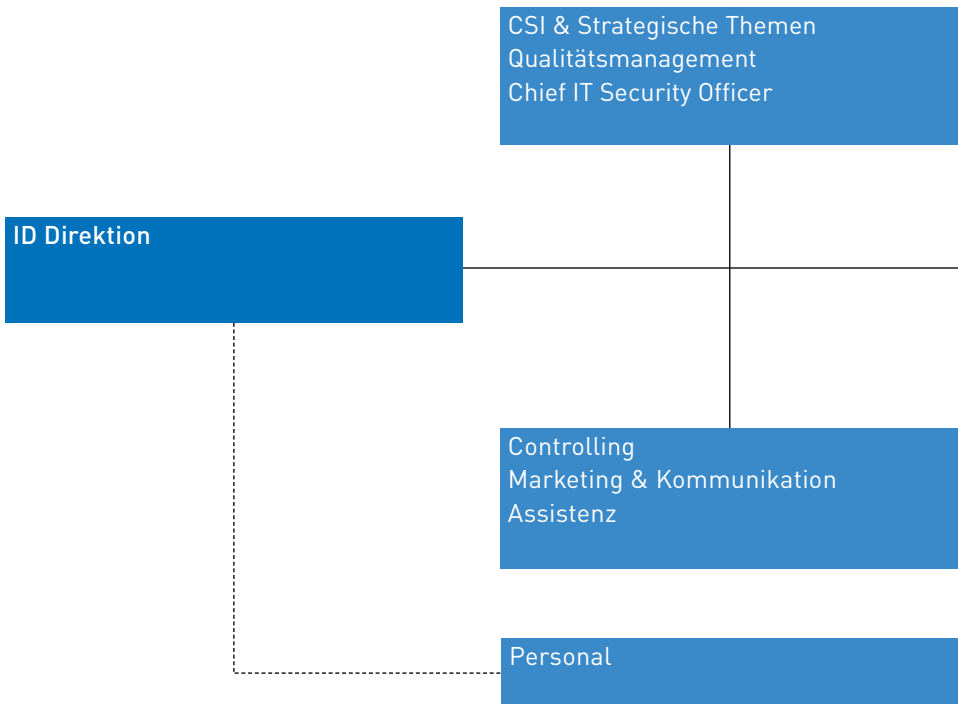 CSI & Strategische Themen
Qualitätsmanagement
Chief IT Security Officer
ID Direktion
Controlling
Marketing & Kommunikation
Assistenz
Personal